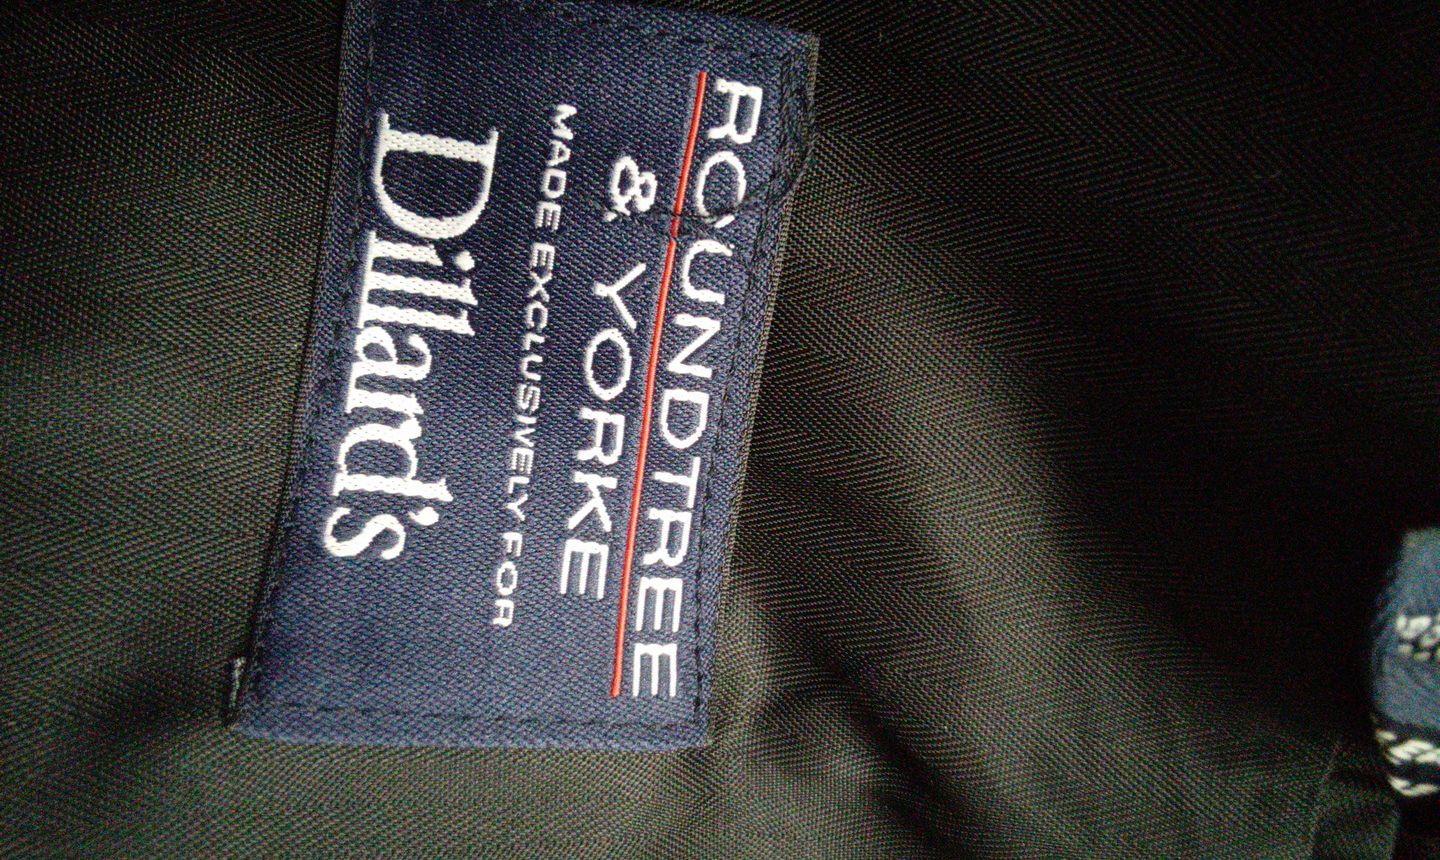 ROUNDTREE
& YORKE
MADE EXCLUSIVELY FOR
Dillard's